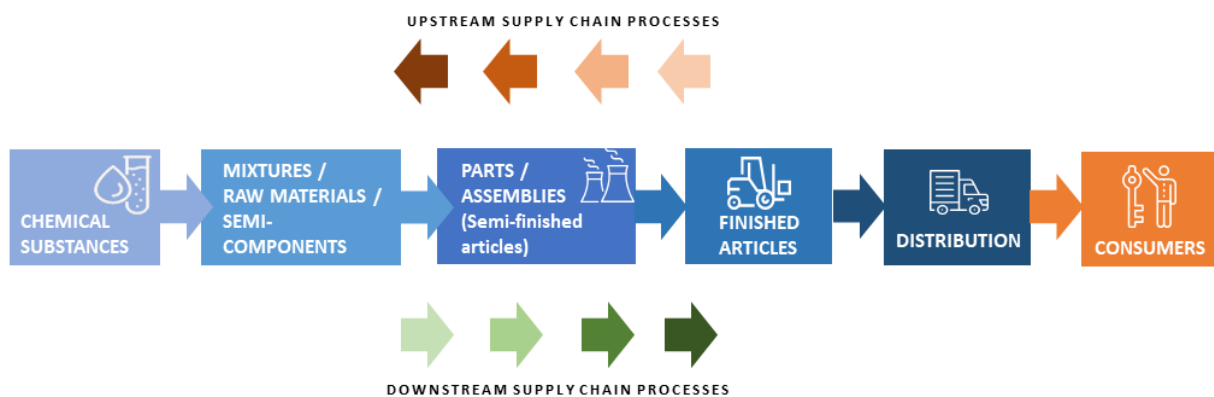 UPSTREAM SUPPLY CHAIN PROCESSES
CHEMICAL
SUBSTANCES
MIXTURES /
RAW MATERIALS /
SEMI-
COMPONENTS
PARTS /
ASSEMBLIES
(Semi-finished
articles)
FINISHED
ARTICLES
DISTRIBUTION
CONSUMERS
DOWNSTREAM SUPPLY CHAIN PROCESSES